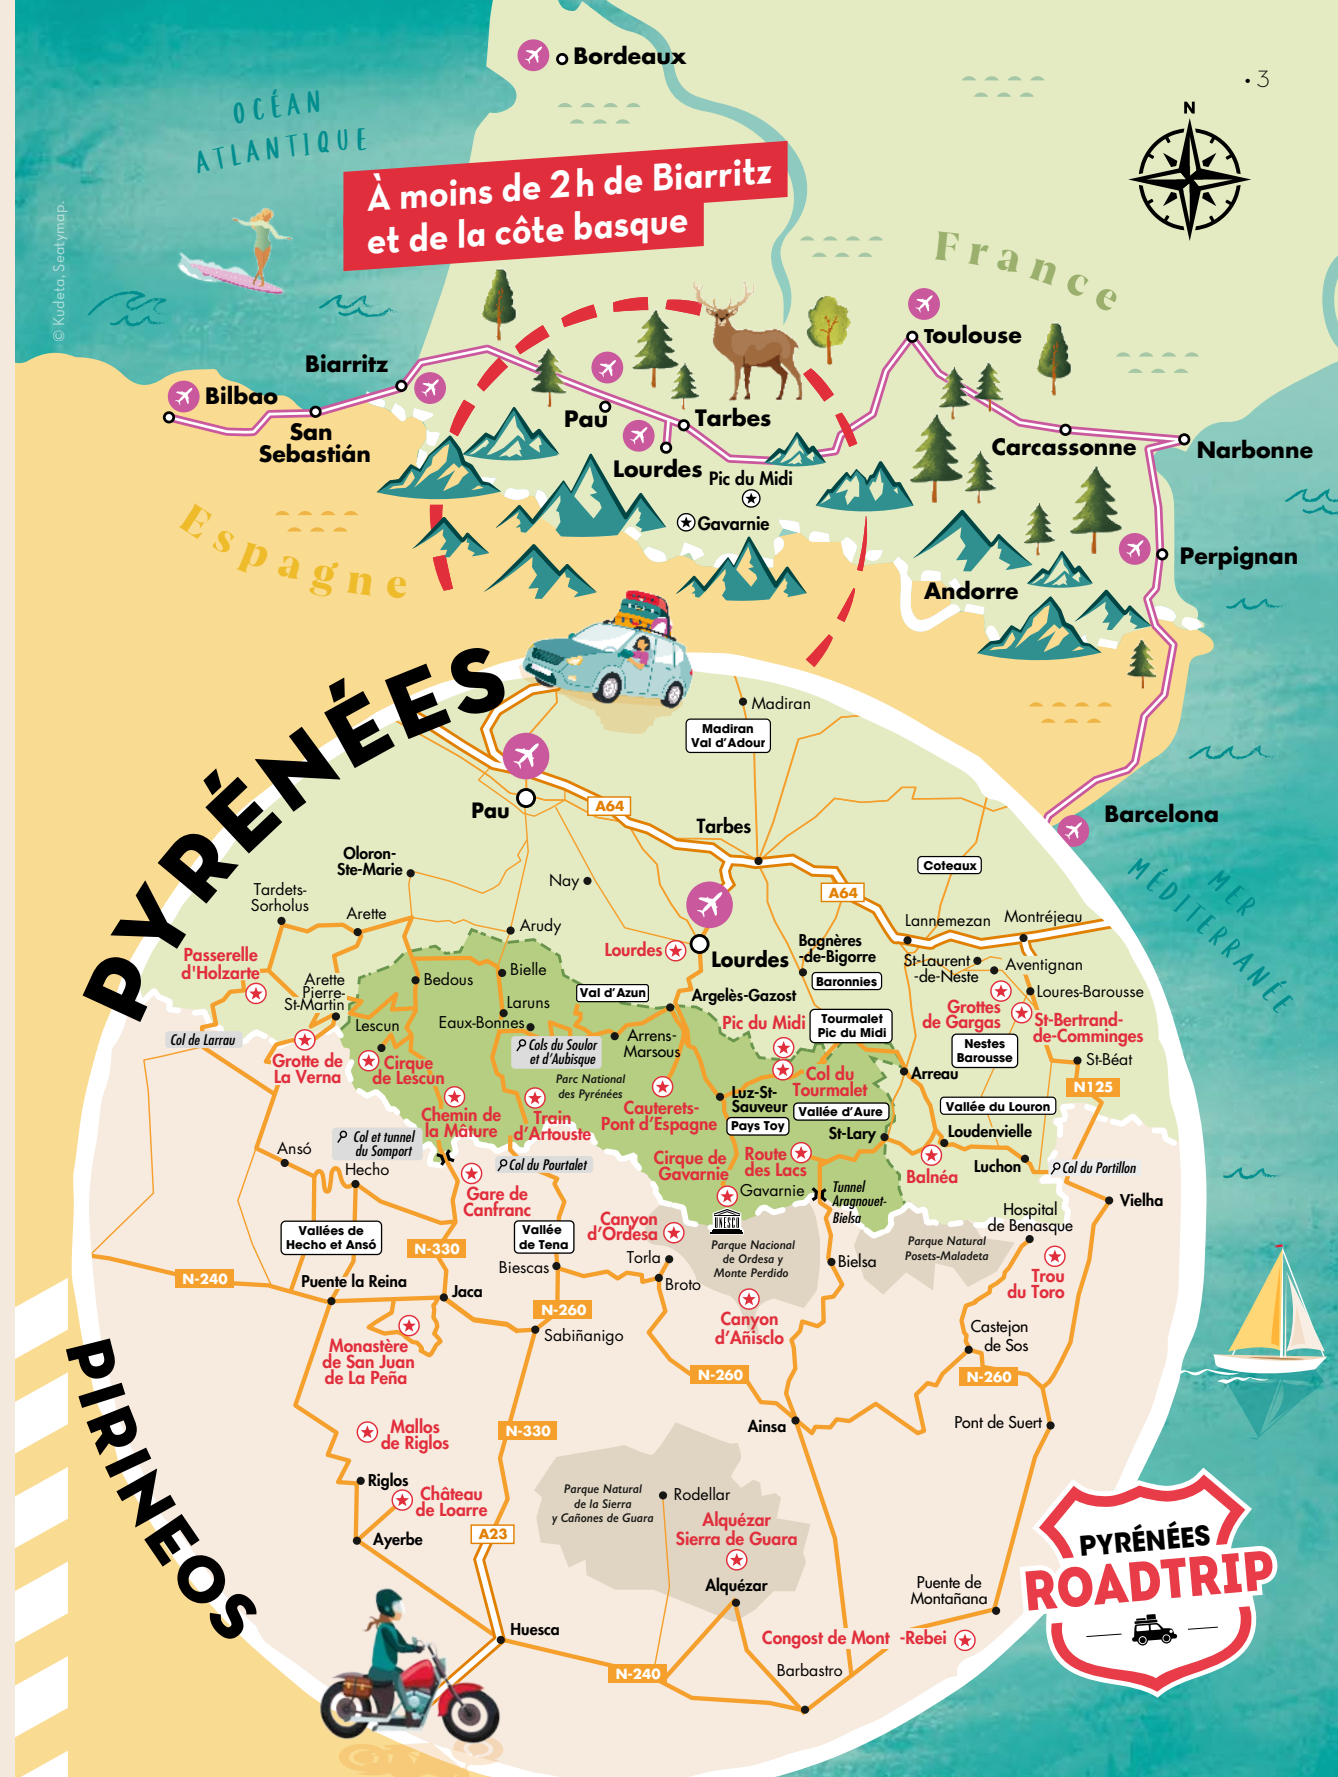 • 3
Bordeaux
OCÉAN
ATLANTIQUE
N
À moins de 2h de Biarritz
et de la côte basque
© Kudeta, Seatymap.
France
Toulouse
Biarritz
Bilbao
San
Sebastián
Pau
Tarbes
Lourdes
Pic du Midi
Gavarnie
Carcassonne
Narbonne
Espagne
Perpignan
Andorre
Barcelona
MER
MÉDITERRANÉE
PYRÉNÉES
PIRINEOS
Madiran
Madiran
Val d'Adour
Pau
A64
Tarbes
Oloron-
Ste-Marie
Nay
Coteaux
A64
Tardets-
Sorholus
Arette
Arudy
Lourdes
Lourdes
Bagnères
-de-Bigorre
Lannemezan
Montréjeau
Passerelle
d'Holzarte
Bedous
Bielle
Baronnies
St-Laurent
-de-Neste
Aventignan
Arette
Pierre-
St-Martin
Laruns
Val d'Azun
Argelès-Gazost
Loures-Barousse
Grottes
de Gargas
St-Bertrand-
de-Comminges
Col de Larrau
Lescun
Eaux-Bonnes
Arrens-
Marsous
Pic du Midi
Tourmalet
Pic du Midi
Nestes
Barousse
Grotte de
La Verna
Cirque
de Lescun
Cols du Soulor
et d'Aubisque
St-Béat
Parc National
des Pyrénées
Col du
Tourmalet
Arreau
N125
Chemin de
la Mâture
Train
d'Artouste
Cauterets-
Pont d'Espagne
Luz-St-
Sauveur
Vallée d'Aure
Vallée du Louron
Pays Toy
St-Lary
Loudenvielle
Col et tunnel
du Somport
Ansó
Hecho
Col du Pourtalet
Cirque de
Gavarnie
Route
des Lacs
Balnéa
Luchon
Col du Portillon
Gare de
Canfranc
Gavarnie
Tunnel
Aragnouet-
Bielsa
Vielha
UNESCO
Hospital
de Benasque
Vallées de
Hecho et Ansó
N-330
Vallée
de Tena
Canyon
d'Ordesa
Parque Nacional
de Ordesa y
Monte Perdido
Parque Natural
Posets-Maladeta
Torla
Biescas
Broto
Bielsa
Trou
du Toro
N-240
Puente la Reina
Jaca
N-260
Sabiñanigo
Canyon
d'Añisclo
Castejon
de Sos
Monastère
de San Juan
de La Peña
N-260
N-260
Mallos
de Riglos
N-330
Ainsa
Pont de Suert
Riglos
Château
de Loarre
Parque Natural
de la Sierra
y Cañones de Guara
Rodellar
Alquézar
Sierra de Guara
A23
Ayerbe
Alquézar
Puente de
Montañana
Huesca
Congost de Mont -Rebei
N-240
Barbastro
PYRÉNÉES
ROADTRIP